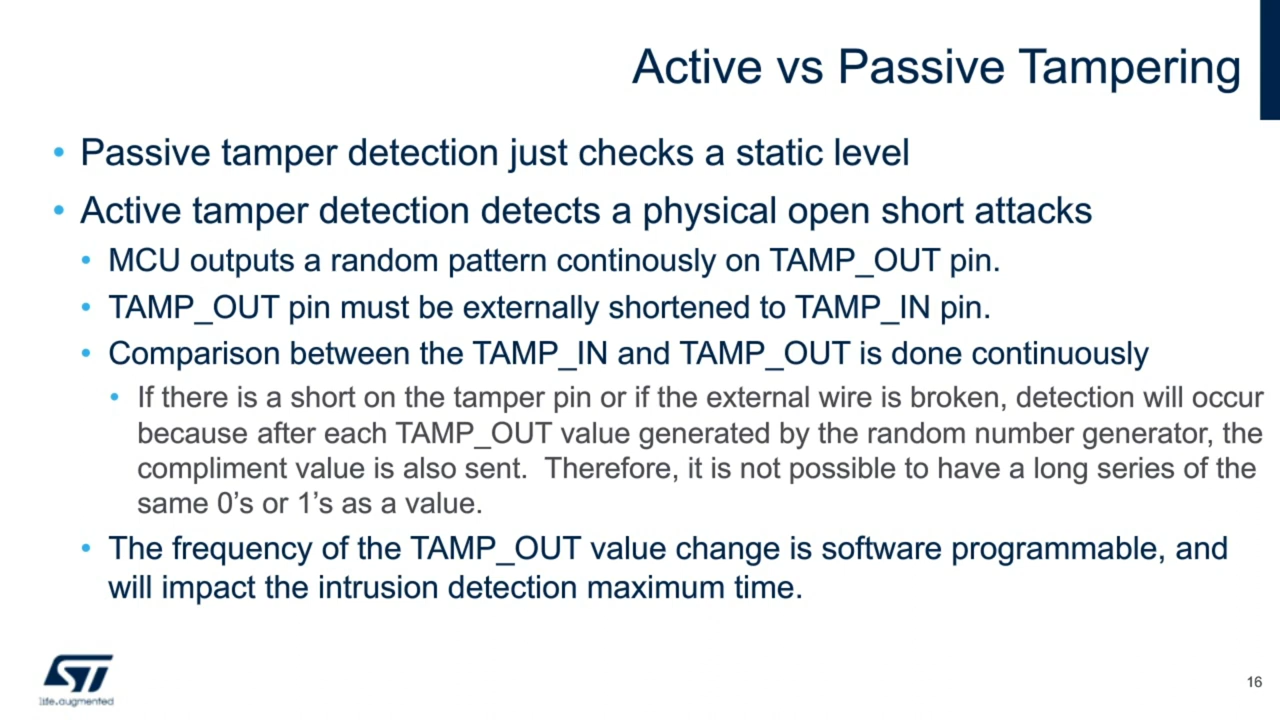 Active vs Passive Tampering
• Passive tamper detection just checks a static level
• Active tamper detection detects a physical open short attacks
• MCU outputs a random pattern continously on TAMP_OUT pin.
• TAMP_OUT pin must be externally shortened to TAMP_IN pin.
• Comparison between the TAMP_IN and TAMP_OUT is done continuously
• If there is a short on the tamper pin or if the external wire is broken, detection will occur
because after each TAMP_OUT value generated by the random number generator, the
compliment value is also sent.  Therefore, it is not possible to have a long series of the
same 0’s or 1’s as a value.
• The frequency of the TAMP_OUT value change is software programmable, and
will impact the intrusion detection maximum time.
ST
life.augmented
16